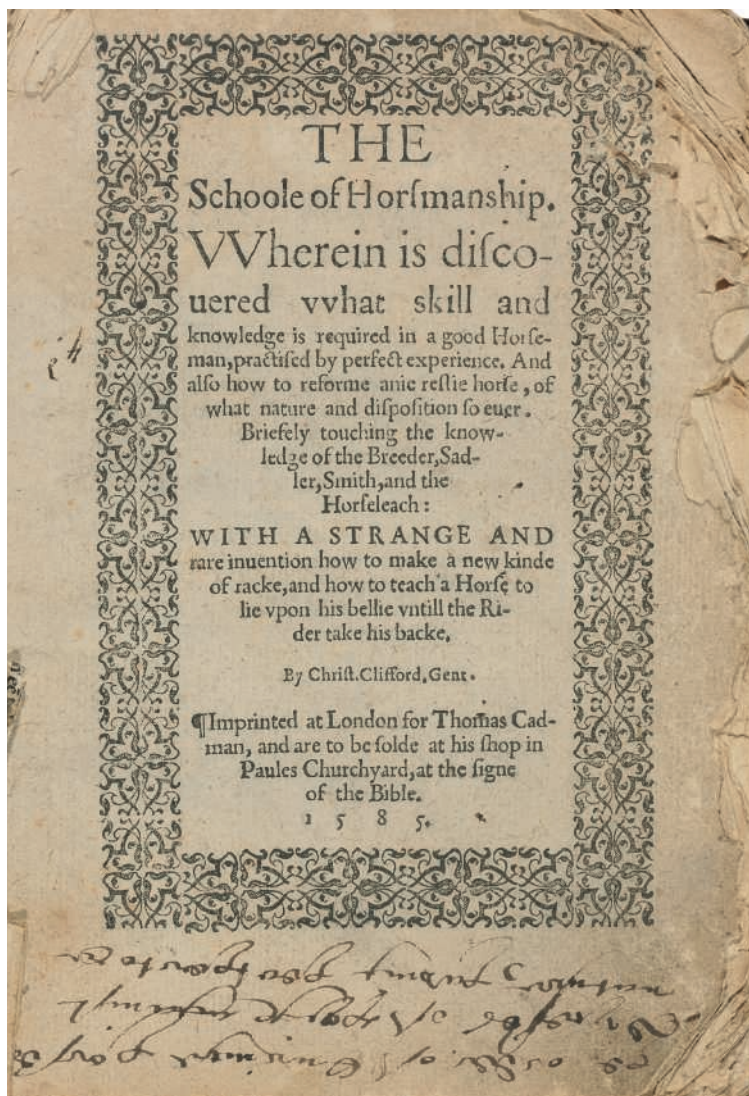 THE
Schoole of Horſmanship.
VVherein is diſco-
uered vvhat skill and
knowledge is required in a good Horſe-
man, practiſed by perfect experience. And
alſo how to reforme anie reſtie horſe, of
what nature and diſpoſition ſo euer.
Briefely touching the know-
ledge of the Breeder, Sad-
ler, Smith, and the
Horſeleach:
WITH A STRANGE AND
rare inuention how to make a new kinde
of racke, and how to teach a Horſe to
lie vpon his bellie vntill the Ri-
der take his backe.
By Chriſt. Clifford, Gent.
¶Imprinted at London for Thomas Cad-
man, and are to be ſolde at his ſhop in
Paules Churchyard, at the ſigne
of the Bible.
1585.